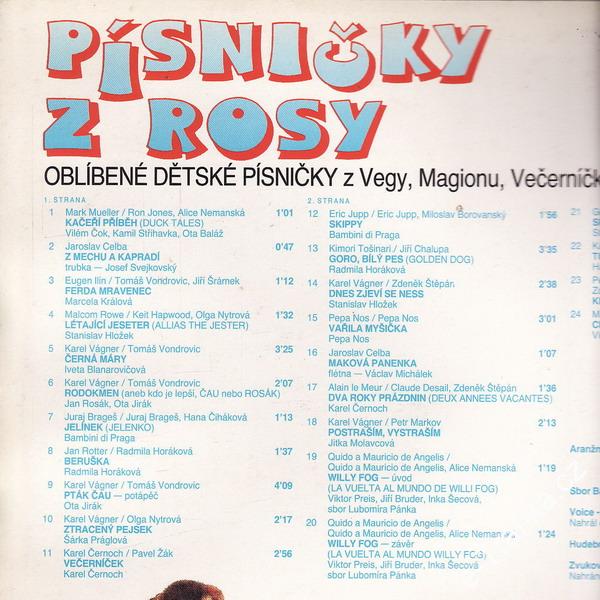 PÍSNIČKY
Z ROSY
OBLÍBENÉ DĚTSKÉ PÍSNIČKY z Vegy, Magionu, Večerníčk
1. STRANA
1 Mark Mueller / Ron Jones, Alice Nemanská 1'01
KAČEŘÍ PŘÍBĚH (DUCK TALES)
Vilém Čok, Kamil Střihavka, Ota Baláž
2 Jaroslav Celba 0'47
Z MECHU A KAPRADÍ
trubka — Josef Svejkovský
3 Eugen Ilin / Tomáš Vondrovic, Jiří Šrámek 1'12
FERDA MRAVENEC
Marcela Králová
4 Malcom Rowe / Keit Hapwood, Olga Nytrová 1'32
LÉTAJÍCÍ JESETER (ALLIAS THE JESTER)
Stanislav Hložek
5 Karel Vágner / Tomáš Vondrovic 3'25
ČERNÁ MÁRY
Iveta Blanarovičová
6 Karel Vágner / Tomáš Vondrovic 2'07
RODOKMEN (aneb kdo je lepší, ČAU nebo ROSÁK)
Jan Rosák, Ota Jirák
7 Juraj Brageš / Juraj Brageš, Hana Čiháková 1'13
JELÍNEK (JELENKO)
Bambini di Praga
8 Jan Rotter / Radmila Horáková 1'37
BERUŠKA
Radmila Horáková
9 Karel Vágner / Tomáš Vondrovic 4'09
PTÁK ČÁU — potápěč
Ota Jirák
10 Karel Vágner / Olga Nytrová 2'17
ZTRACENÝ PEJSEK
Šárka Práglová
11 Karel Černoch / Pavel Žák 2'56
VEČERNÍČEK
Karel Černoch
2. STRANA
12 Eric Jupp / Eric Jupp, Miloslav Borovanský 1'56
SKIPPY
Bambini di Praga
13 Kimori Tošinari / Jiří Chalupa 3'35
GORO, BÍLÝ PES (GOLDEN DOG)
Radmila Horáková
14 Karel Vágner / Zdeněk Štěpán 2'38
DNES ZJEVÍ SE NESS
Stanislav Hložek
15 Pepa Nos / Pepa Nos 3'01
VAŘILA MYŠIČKA
Pepa Nos
16 Jaroslav Celba 1'07
MAKOVÁ PANENKA
flétna — Václav Michálek
17 Alain le Meur / Claude Desail, Zdeněk Štěpán 1'36
DVA ROKY PRÁZDNIN (DEUX ANNEES VACANTES)
Karel Černoch
18 Karel Vágner / Petr Markov 2'13
POSTRAŠÍM, VYSTRAŠÍM
Jitka Molavcová
19 Quido a Mauricio de Angelis /
Quido a Mauricio de Angelis, Alice Nemanská 1'19
WILLY FOG — úvod
(LA VUELTA AL MUNDO DE WILLI FOG)
Viktor Preis, Jiří Bruder, Inka Šecová,
sbor Lubomíra Pánka
20 Quido a Mauricio de Angelis /
Quido a Mauricio de Angelis, Alice 1'24
WILLY FOG — závěr
(LA VUELTA AL MUNDO WILLY FOG)
Viktor Preis, Jiří Bruder, Inka Šecová
sbor Lubomíra Pánka
21
22
23
24
Aranžm
Sbor Ba
Voice -
Nahrál
Hudebn
Zvukov
Nahrán